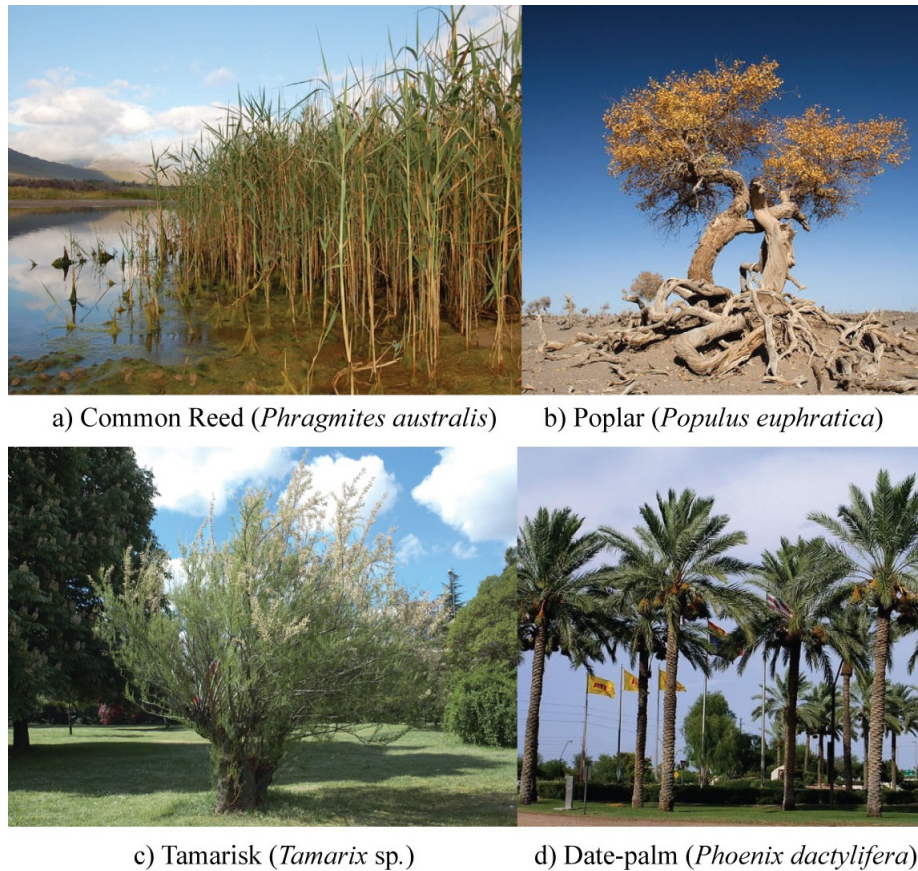 a) Common Reed (Phragmites australis)
b) Poplar (Populus euphratica)
c) Tamarisk (Tamarix sp.)
d) Date-palm (Phoenix dactylifera)